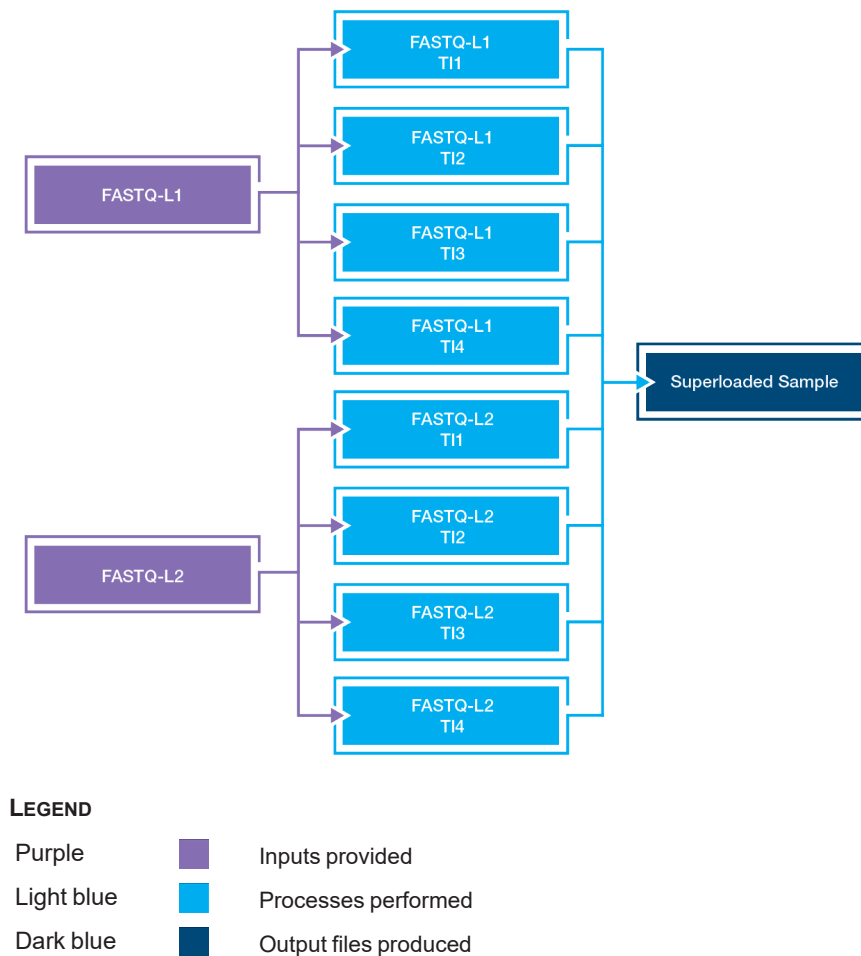 FASTQ-L1
TI1
FASTQ-L1
TI2
FASTQ-L1
FASTQ-L1
TI3
FASTQ-L1
TI4
Superloaded Sample
FASTQ-L2
TI1
FASTQ-L2
TI2
FASTQ-L2
FASTQ-L2
TI3
FASTQ-L2
TI4
LEGEND
Purple Inputs provided
Light blue Processes performed
Dark blue Output files produced